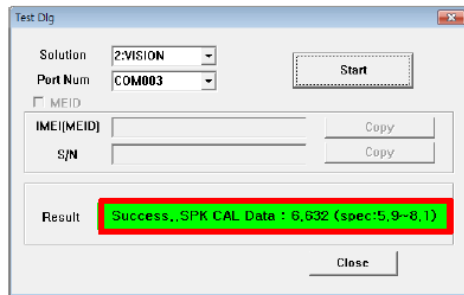 Test Dlg
Solution 2:VISION
Start
Port Num COM003
MEID
IMEI(MEID) Copy
S/N Copy
Result Success,,SPK CAL Data : 6,632 (spec:5,9~8,1)
Close